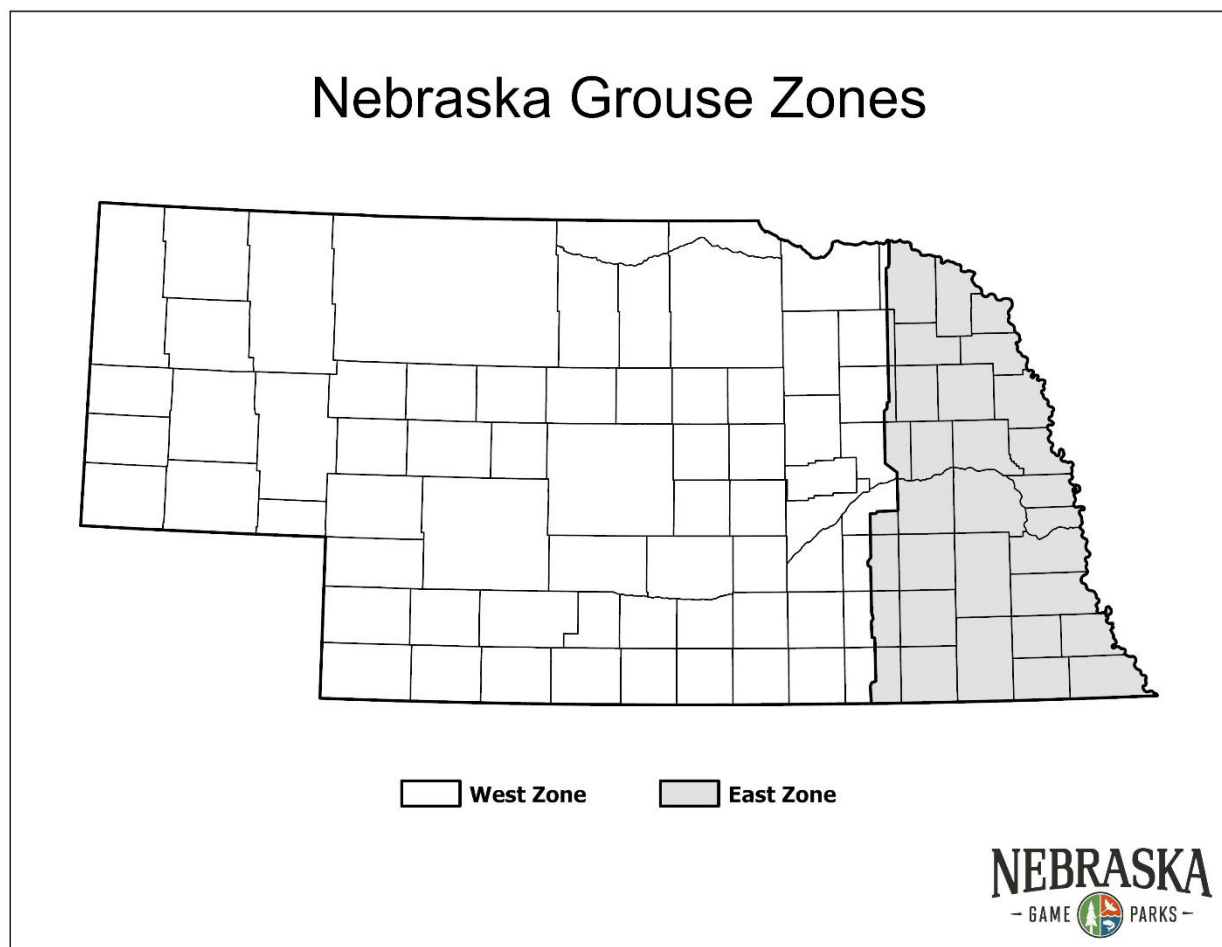 Nebraska Grouse Zones
West Zone
East Zone
NEBRASKA
- GAME PARKS -